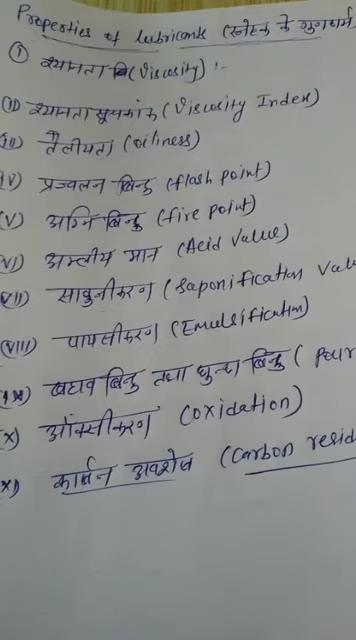 Properties of lubricants (स्नेहक के गुणधर्म
(I) श्यानता (Viscosity) :-
(II) श्यानता सूचकांक (Viscosity Index)
(III) तैलीयता (oiliness)
(IV) प्रज्वलन बिन्दु (flash point)
(V) अग्नि बिन्दु (fire point)
(VI) अम्लीय मान (Acid Value)
(VII) साबुनीकरण (Saponification Valu
(VIII) पायसीकरण (Emulsification)
(IX) बहाव बिन्दु तथा धुन्ध बिन्दु (Pour
(X) ऑक्सीकरण (oxidation)
XI) कार्बन अवशेष (Carbon resid